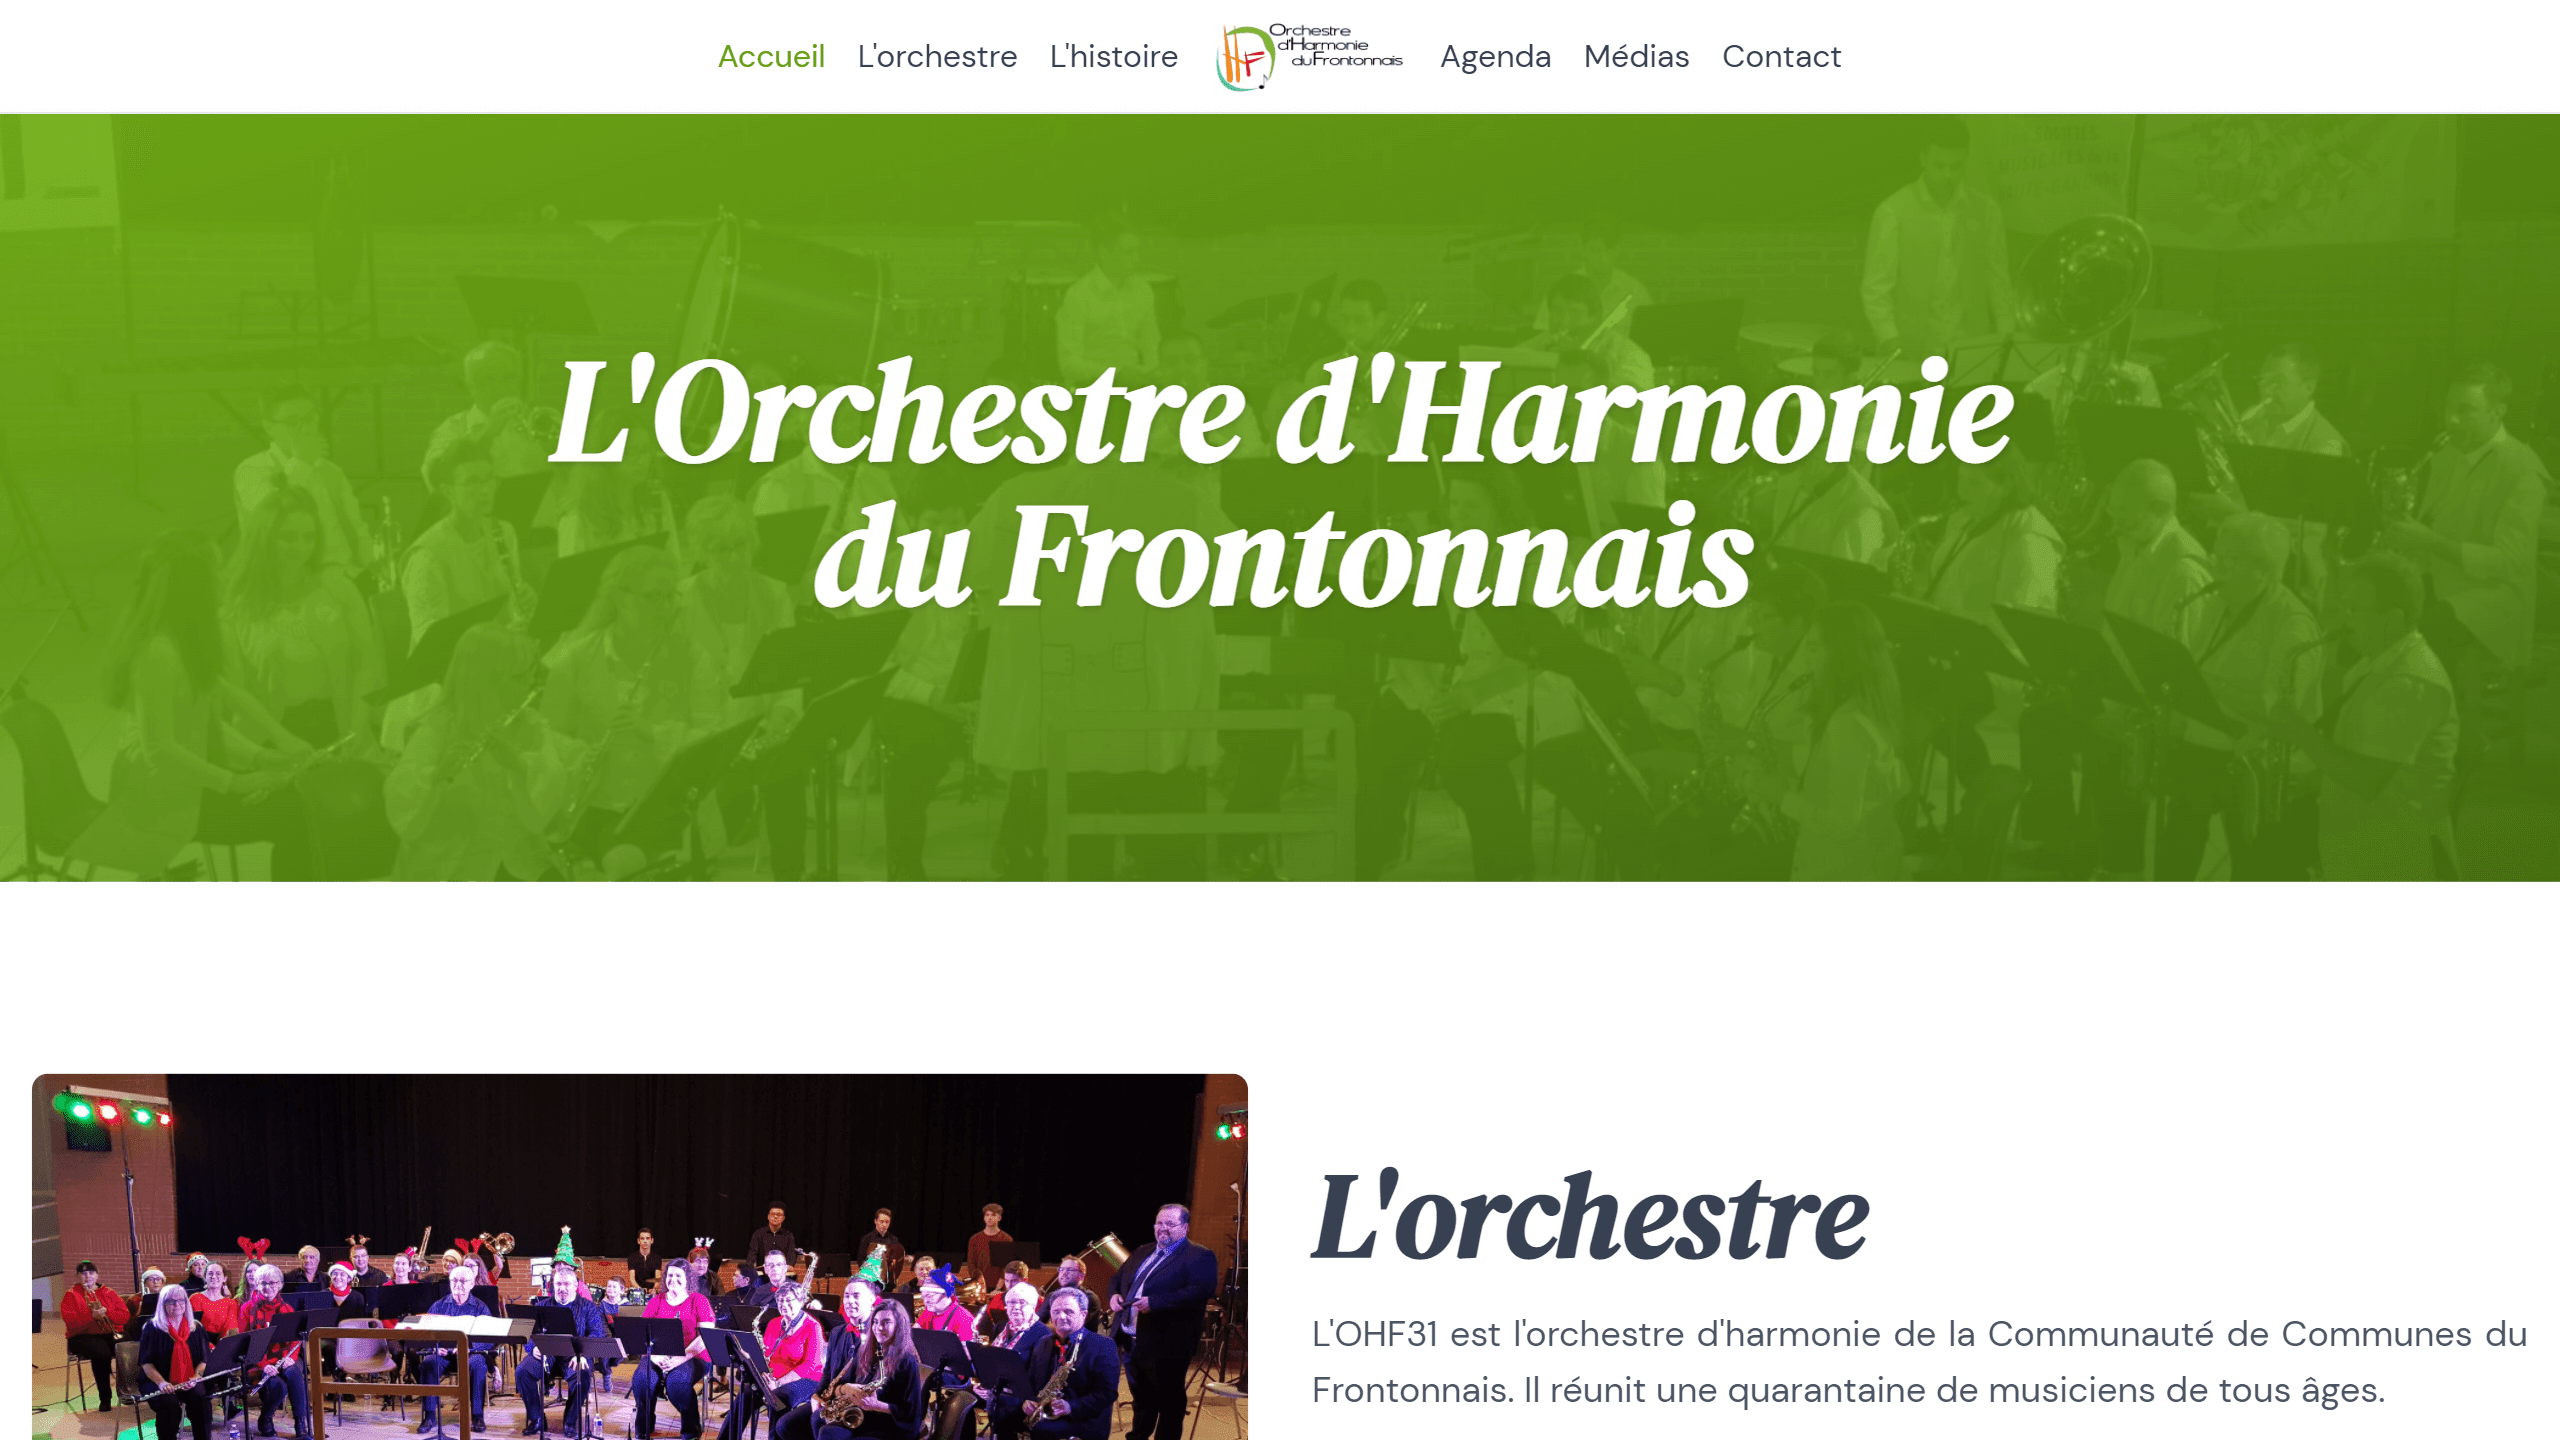 Accueil L'orchestre L'histoire
Orchestre
d'Harmonie
du Frontonnais
Agenda Médias Contact
L'Orchestre d'Harmonie
du Frontonnais
L'orchestre
L'OHF31 est l'orchestre d'harmonie de la Communauté de Communes du
Frontonnais. Il réunit une quarantaine de musiciens de tous âges.